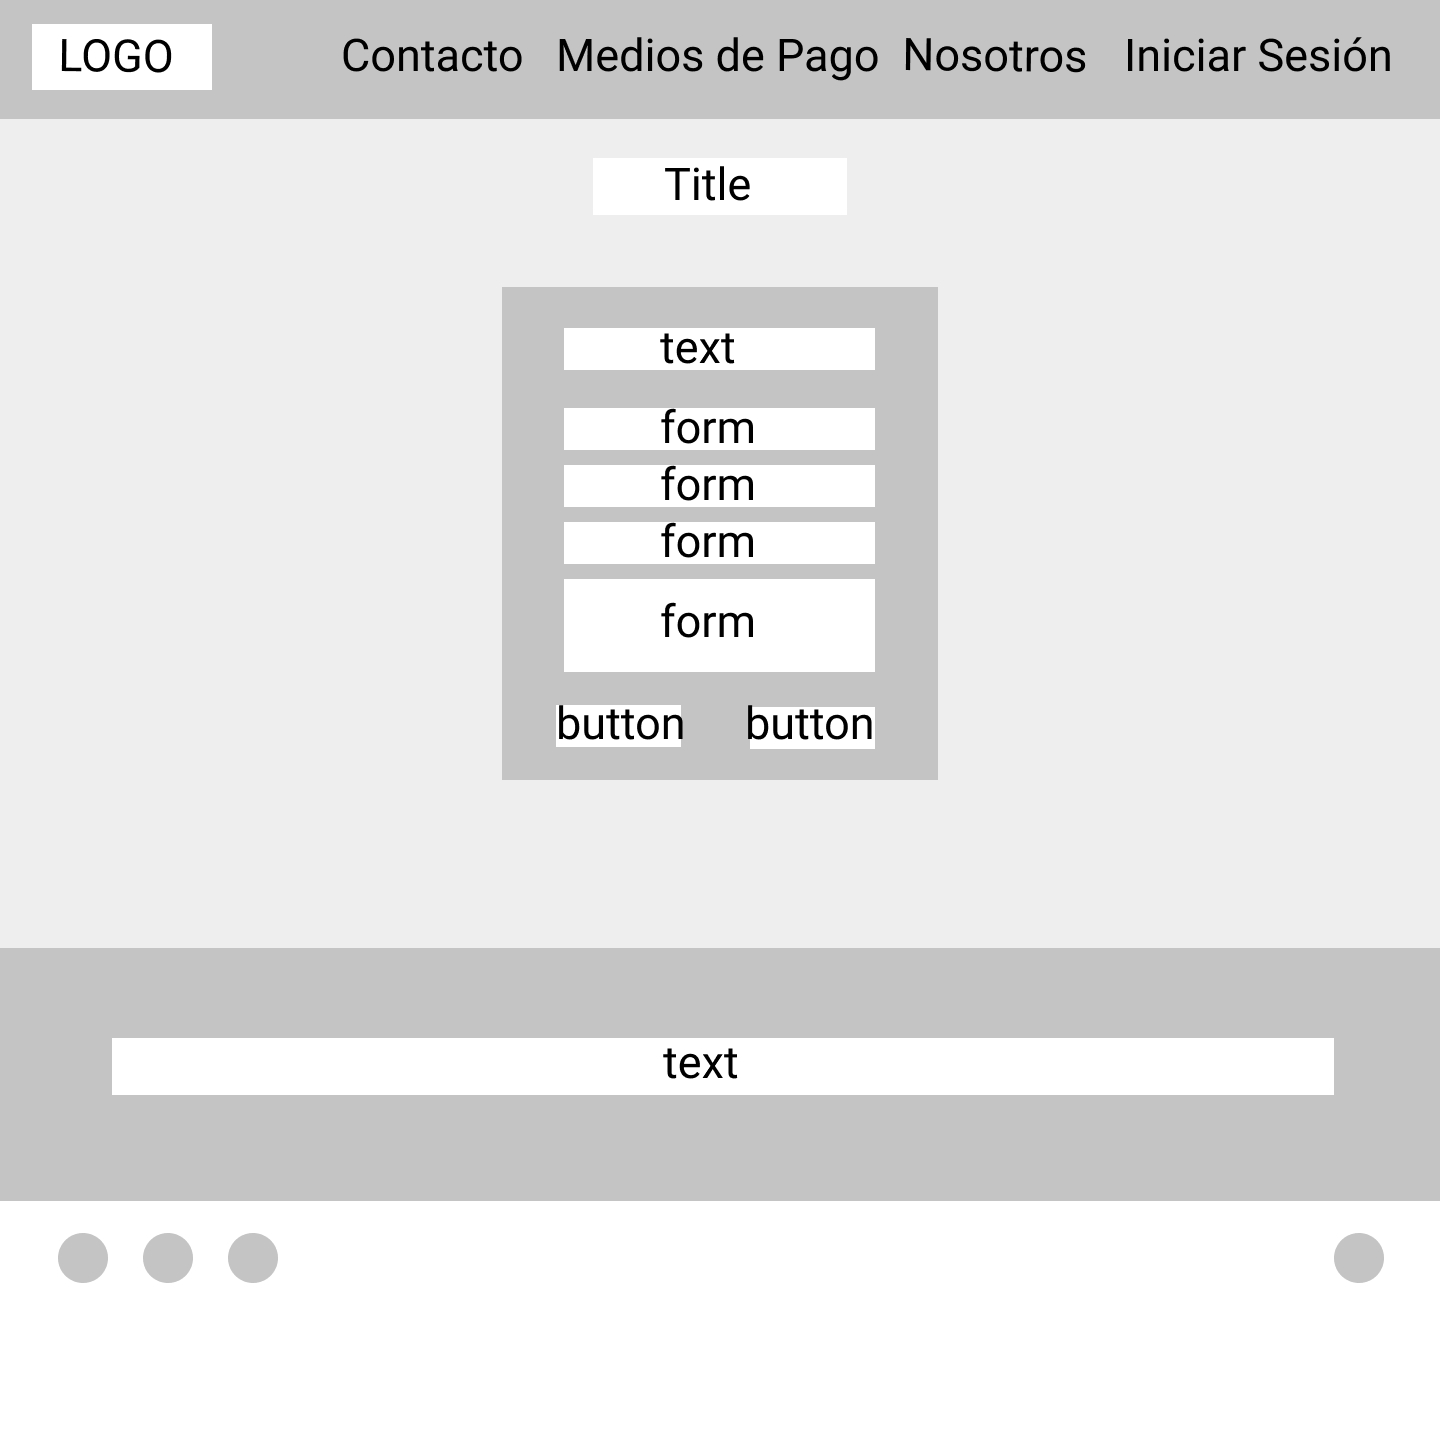 LOGO Contacto Medios de Pago Nosotros Iniciar Sesión
Title
text
form
form
form
form
button button
text